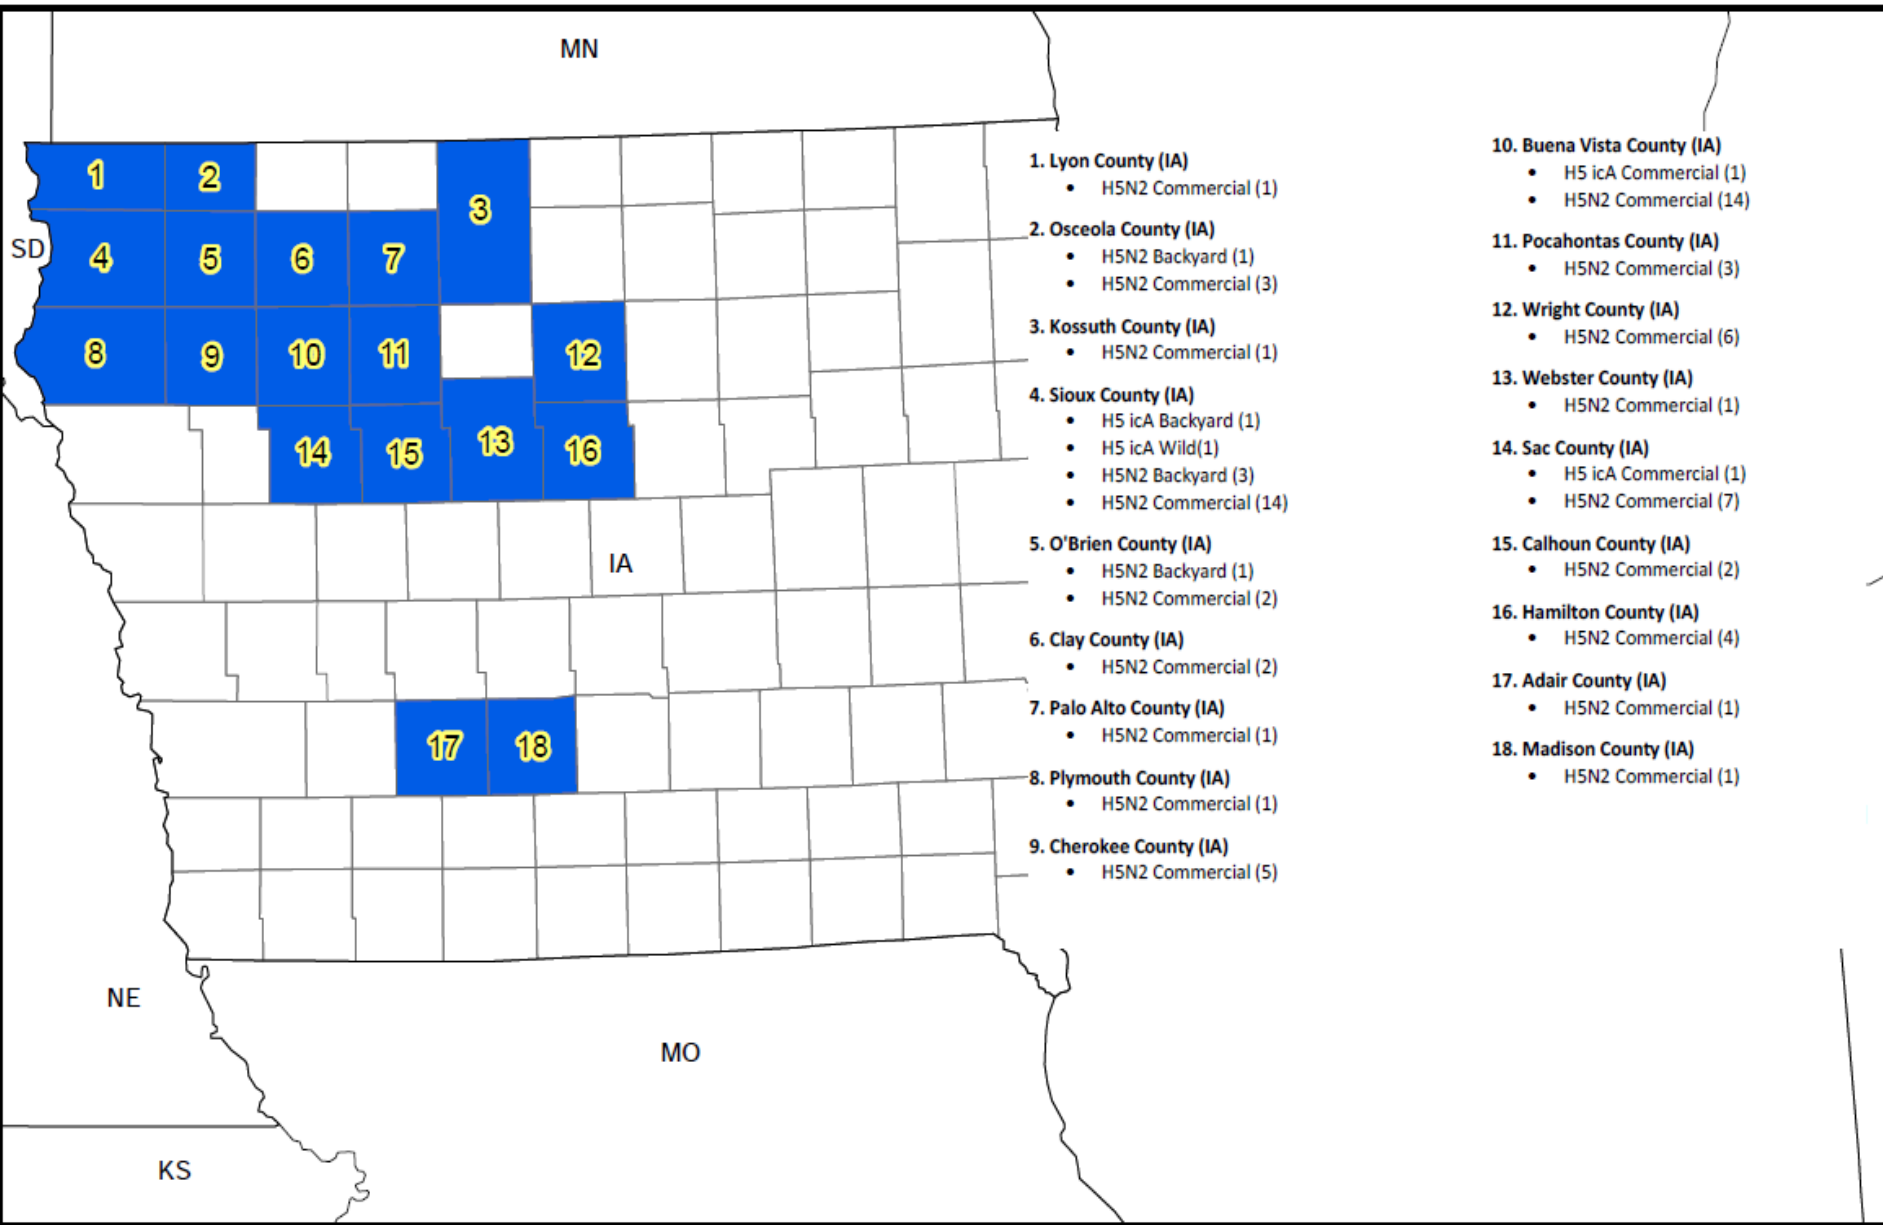 MN
SD
IA
NE
MO
KS
1
2
3
4
5
6
7
8
9
10
11
12
13
14
15
16
17
18
1. Lyon County (IA)
• H5N2 Commercial (1)
2. Osceola County (IA)
• H5N2 Backyard (1)
• H5N2 Commercial (3)
3. Kossuth County (IA)
• H5N2 Commercial (1)
4. Sioux County (IA)
• H5 icA Backyard (1)
• H5 icA Wild(1)
• H5N2 Backyard (3)
• H5N2 Commercial (14)
5. O'Brien County (IA)
• H5N2 Backyard (1)
• H5N2 Commercial (2)
6. Clay County (IA)
• H5N2 Commercial (2)
7. Palo Alto County (IA)
• H5N2 Commercial (1)
8. Plymouth County (IA)
• H5N2 Commercial (1)
9. Cherokee County (IA)
• H5N2 Commercial (5)
10. Buena Vista County (IA)
• H5 icA Commercial (1)
• H5N2 Commercial (14)
11. Pocahontas County (IA)
• H5N2 Commercial (3)
12. Wright County (IA)
• H5N2 Commercial (6)
13. Webster County (IA)
• H5N2 Commercial (1)
14. Sac County (IA)
• H5 icA Commercial (1)
• H5N2 Commercial (7)
15. Calhoun County (IA)
• H5N2 Commercial (2)
16. Hamilton County (IA)
• H5N2 Commercial (4)
17. Adair County (IA)
• H5N2 Commercial (1)
18. Madison County (IA)
• H5N2 Commercial (1)